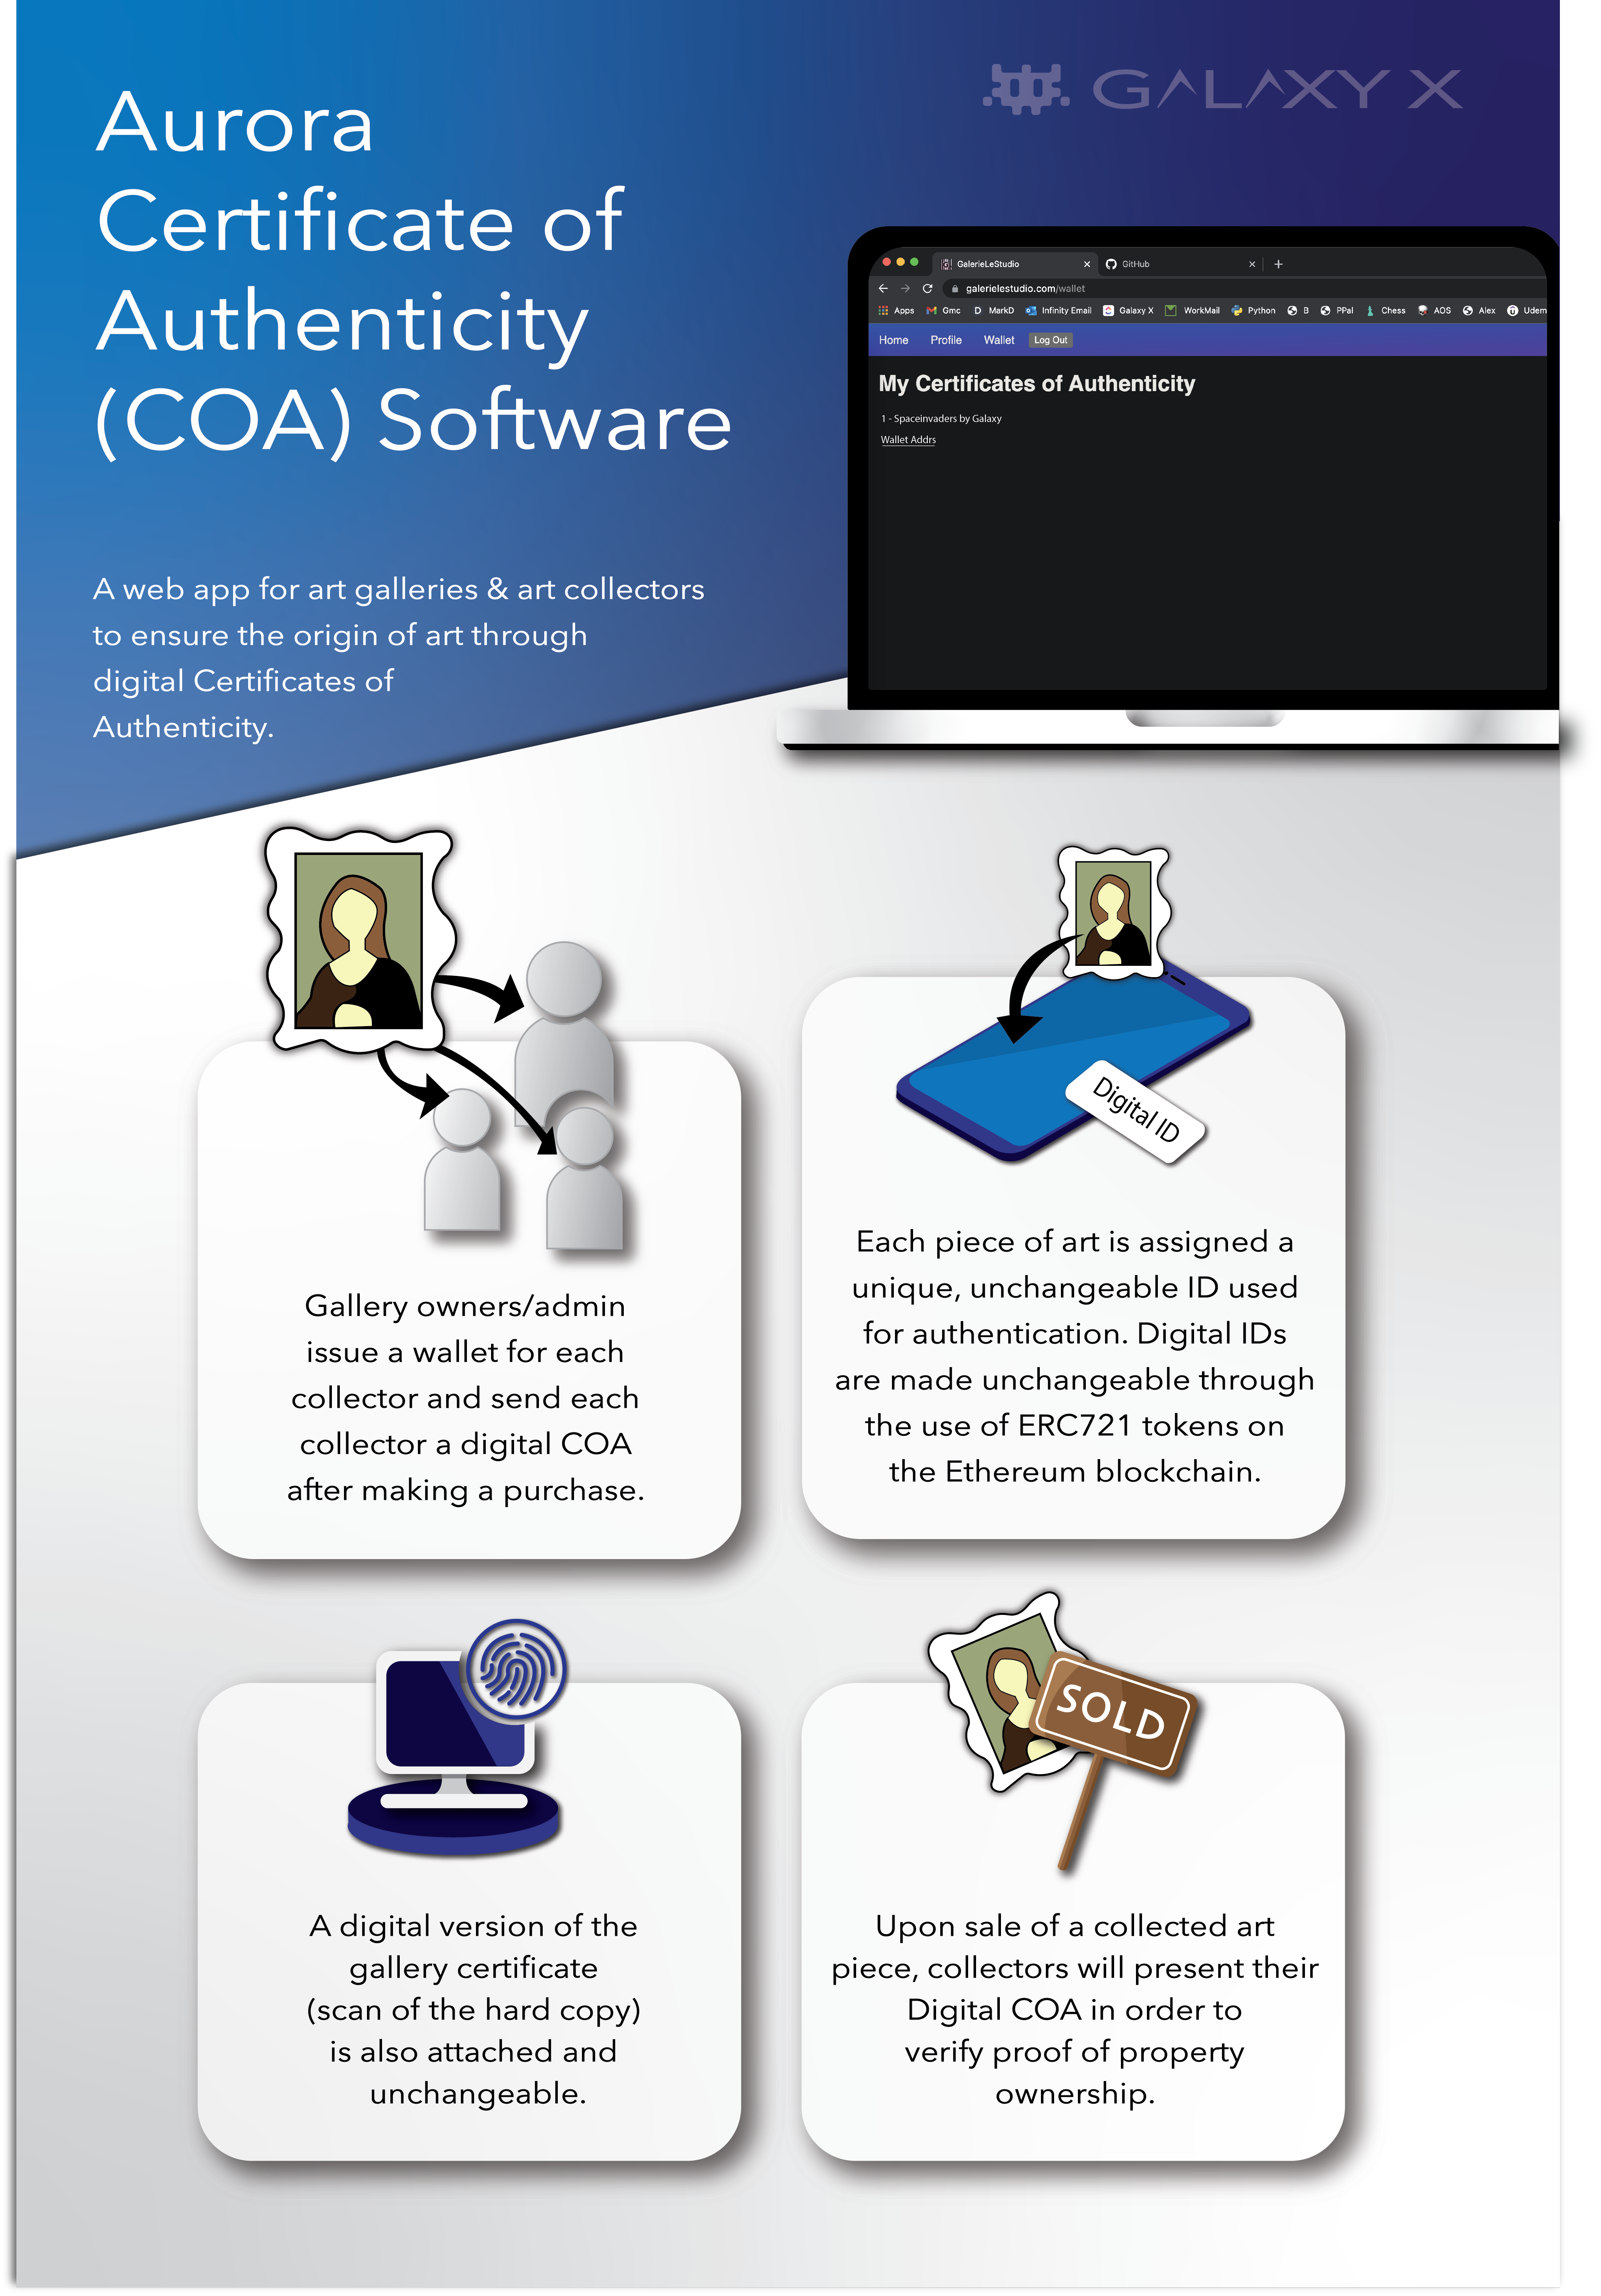 GALAXY X
Aurora
Certificate of
Authenticity
(COA) Software
A web app for art galleries & art collectors
to ensure the origin of art through
digital Certificates of
Authenticity.
GalerieLeStudio
GitHub
galerielestudio.com/wallet
Apps Gmc MarkD Infinity Email Galaxy X WorkMail Python B PPal Chess AOS Alex Udem
Home Profile Wallet Log Out
My Certificates of Authenticity
1 - Spaceinvaders by Galaxy
Wallet Addrs
Gallery owners/admin
issue a wallet for each
collector and send each
collector a digital COA
after making a purchase.
Digital ID
Each piece of art is assigned a
unique, unchangeable ID used
for authentication. Digital IDs
are made unchangeable through
the use of ERC721 tokens on
the Ethereum blockchain.
A digital version of the
gallery certificate
(scan of the hard copy)
is also attached and
unchangeable.
SOLD
Upon sale of a collected art
piece, collectors will present their
Digital COA in order to
verify proof of property
ownership.